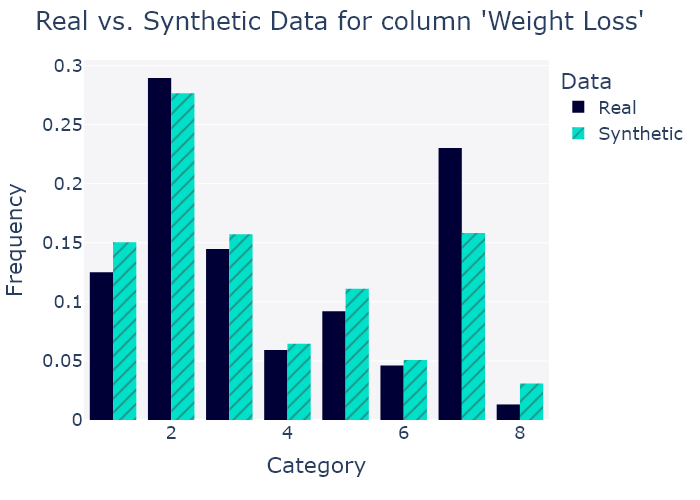 Real vs. Synthetic Data for column 'Weight Loss'
Data
Real
Synthetic
Frequency
0.3
0.25
0.2
0.15
0.1
0.05
0
2
4
6
8
Category